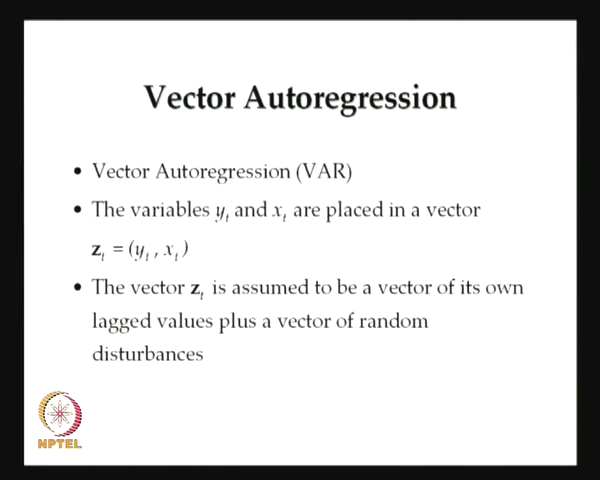 Vector Autoregression
• Vector Autoregression (VAR)
• The variables yₜ and xₜ are placed in a vector
zₜ = (yₜ , xₜ)
• The vector zₜ is assumed to be a vector of its own
lagged values plus a vector of random
disturbances
NPTEL